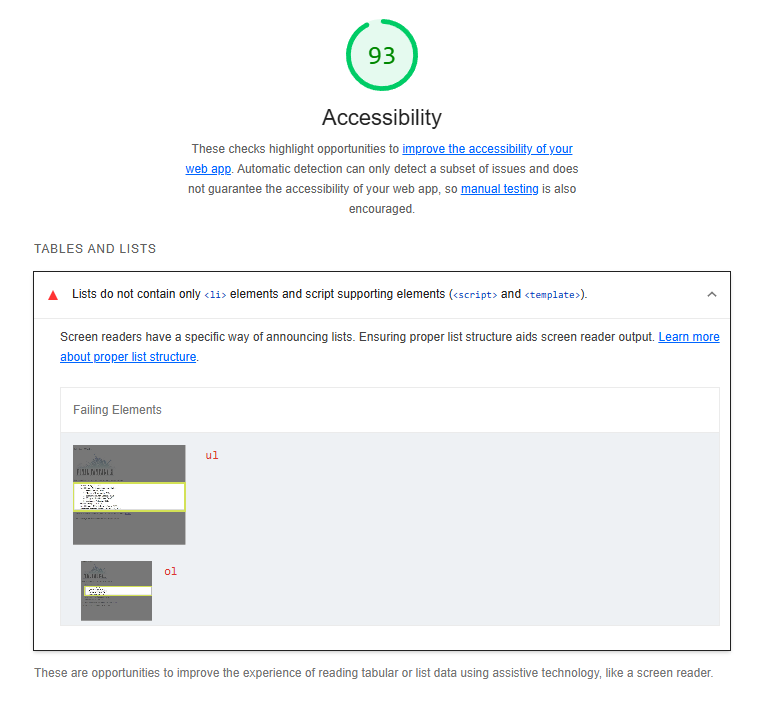 93
Accessibility
These checks highlight opportunities to improve the accessibility of your
web app. Automatic detection can only detect a subset of issues and does
not guarantee the accessibility of your web app, so manual testing is also
encouraged.
TABLES AND LISTS
Lists do not contain only <li> elements and script supporting elements (<script> and <template>).
Screen readers have a specific way of announcing lists. Ensuring proper list structure aids screen reader output. Learn more
about proper list structure.
Failing Elements
ul
ol
These are opportunities to improve the experience of reading tabular or list data using assistive technology, like a screen reader.